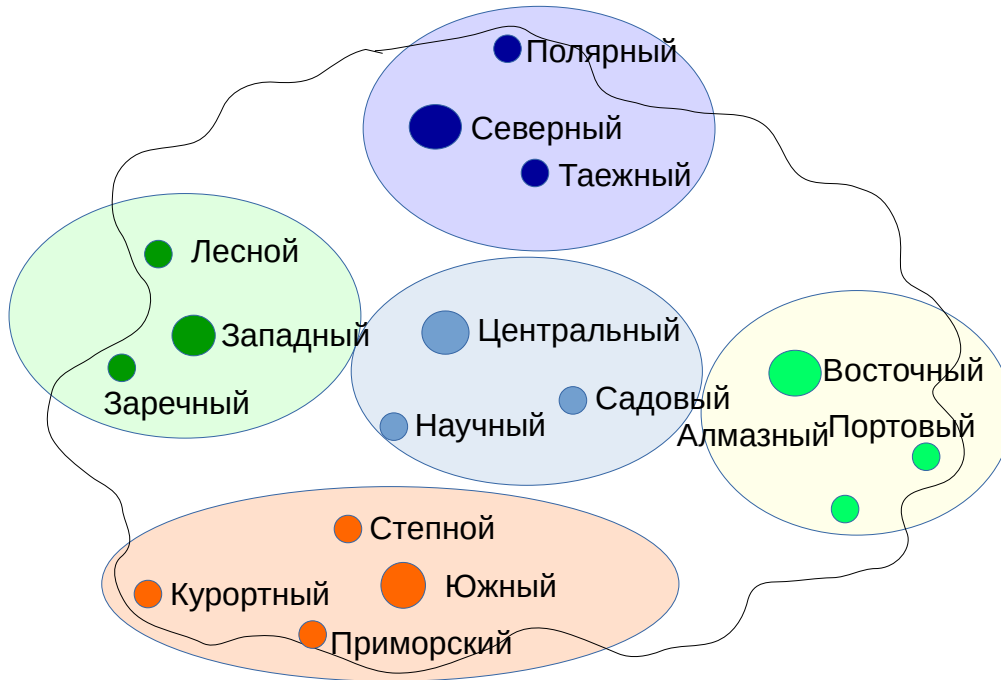 Полярный
Северный
Таежный
Лесной
Западный
Заречный
Центральный
Садовый
Научный
Восточный
Портовый
Алмазный
Степной
Южный
Курортный
Приморский